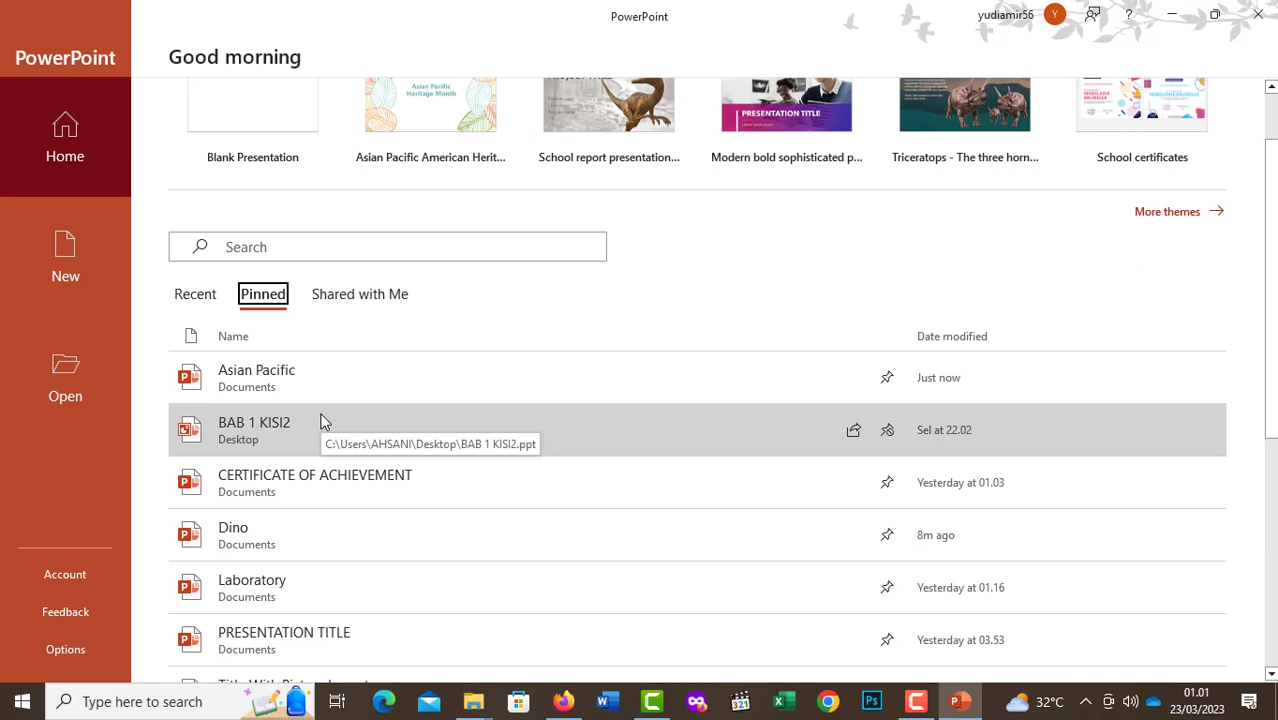 PowerPoint
yudiamir56 Y ?
PowerPoint
Good morning
Home
New
Open
Account
Feedback
Options
Asian Pacific
Heritage Month
PRESENTATION TITLE
Blank Presentation
Asian Pacific American Herit...
School report presentation...
Modern bold sophisticated p...
Triceratops - The three horn...
School certificates
More themes
Search
Recent Pinned Shared with Me
Name Date modified
Asian Pacific
Documents
Just now
BAB 1 KISI2
Desktop
Sel at 22.02
C:\Users\AHSANI\Desktop\BAB 1 KISI2.ppt
CERTIFICATE OF ACHIEVEMENT
Documents
Yesterday at 01.03
Dino
Documents
8m ago
Laboratory
Documents
Yesterday at 01.16
PRESENTATION TITLE
Documents
Yesterday at 03.53
Type here to search
32°C
01.01
23/03/2023